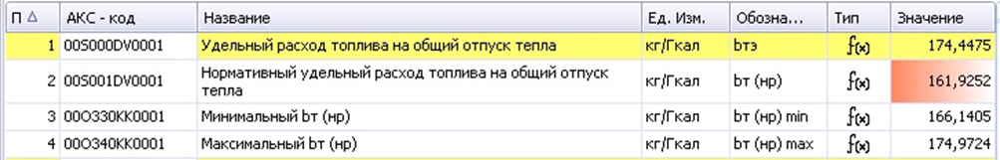 П АКС - код Название Ед. Изм. Обозна... Тип Значение
1 00S000DV0001 Удельный расход топлива на общий отпуск тепла кг/Гкал bтэ f(x) 174,4475
2 00S001DV0001 Нормативный удельный расход топлива на общий отпуск тепла кг/Гкал bт (нр) f(x) 161,9252
3 00O330KK0001 Минимальный bт (нр) кг/Гкал bт (нр) min f(x) 166,1405
4 00O340KK0001 Максимальный bт (нр) кг/Гкал bт (нр) max f(x) 174,9724